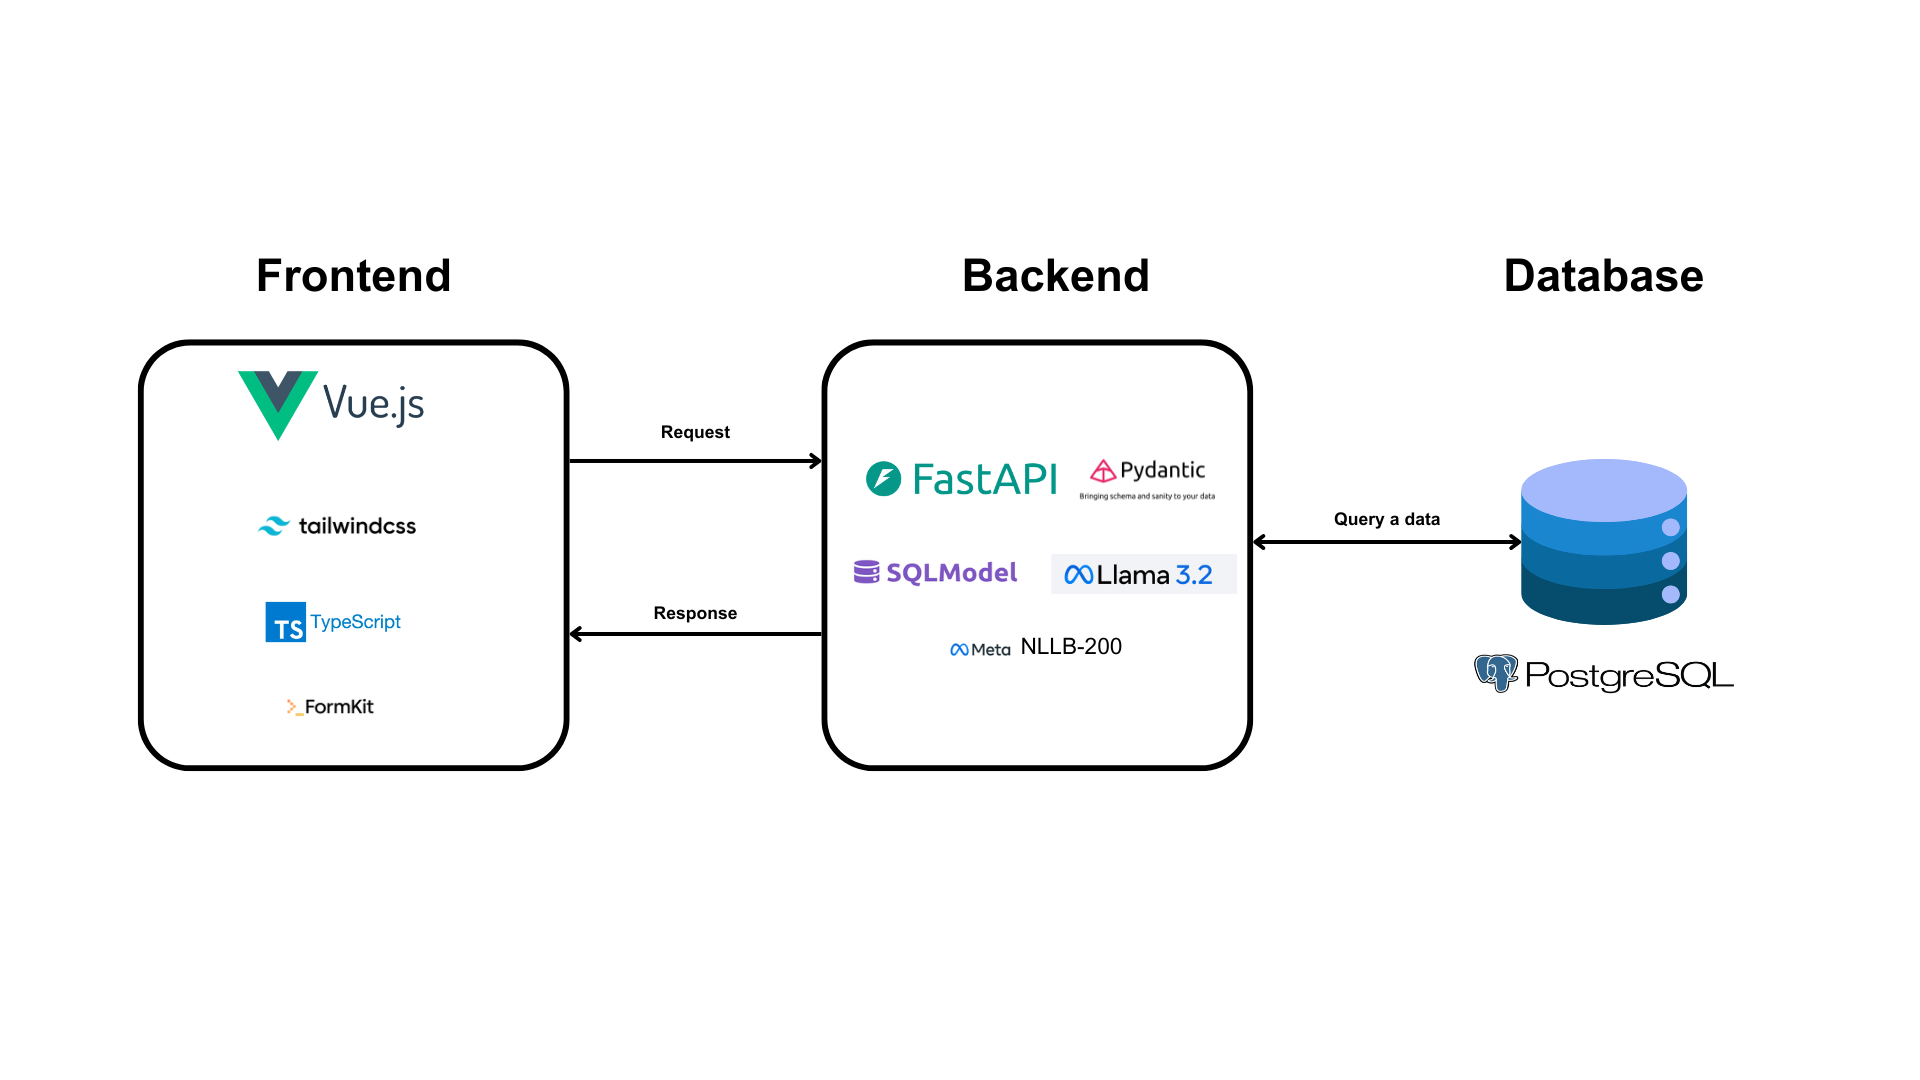 Frontend
Backend
Database
Vue.js
tailwindcss
TS TypeScript
FormKit
Request
Response
FastAPI
Pydantic
Bringing schema and sanity to your data
SQLModel
Llama 3.2
Meta NLLB-200
Query a data
PostgreSQL